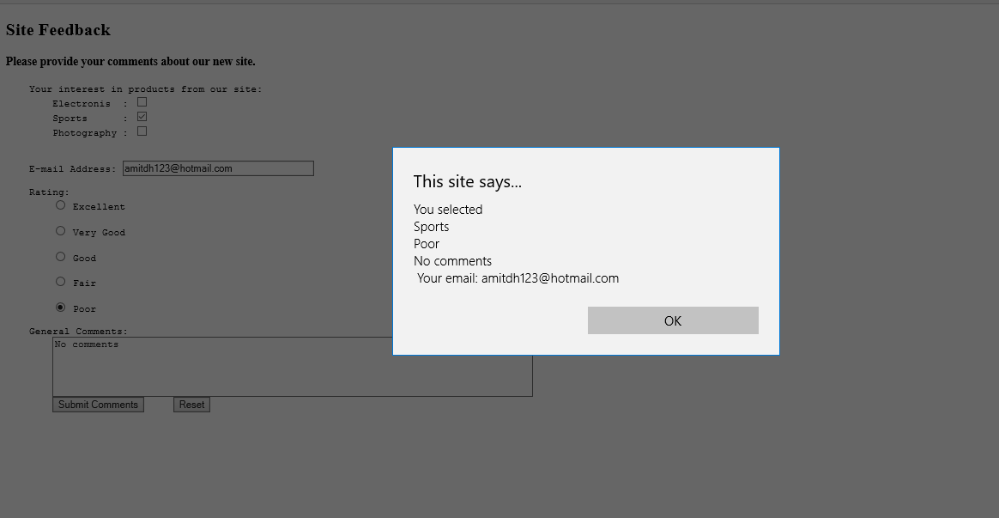 Site Feedback
Please provide your comments about our new site.
Your interest in products from our site:
Electronis :
Sports :
Photography :
E-mail Address: amitdh123@hotmail.com
Rating:
Excellent
Very Good
Good
Fair
Poor
General Comments:
No comments
Submit Comments Reset
This site says...
You selected
Sports
Poor
No comments
Your email: amitdh123@hotmail.com
OK